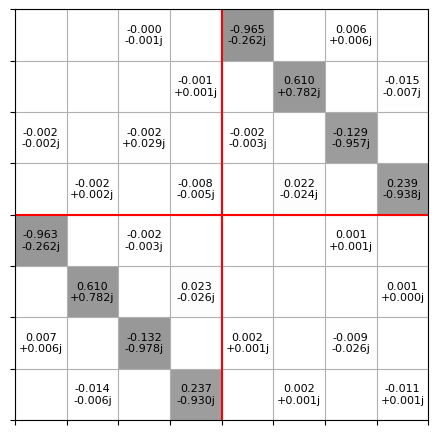 -0.000 -0.965 0.006
-0.001j -0.262j +0.006j
-0.001 0.610 -0.015
+0.001j +0.782j -0.007j
-0.002 -0.002 -0.002 -0.129
-0.002j +0.029j -0.003j -0.957j
-0.002 -0.008 0.022 0.239
+0.002j -0.005j -0.024j -0.938j
-0.963 -0.002 0.001
-0.262j -0.003j +0.001j
0.610 0.023 0.001
+0.782j -0.026j +0.000j
0.007 -0.132 0.002 -0.009
+0.006j -0.978j +0.001j -0.026j
-0.014 0.237 0.002 -0.011
-0.006j -0.930j +0.001j +0.001j